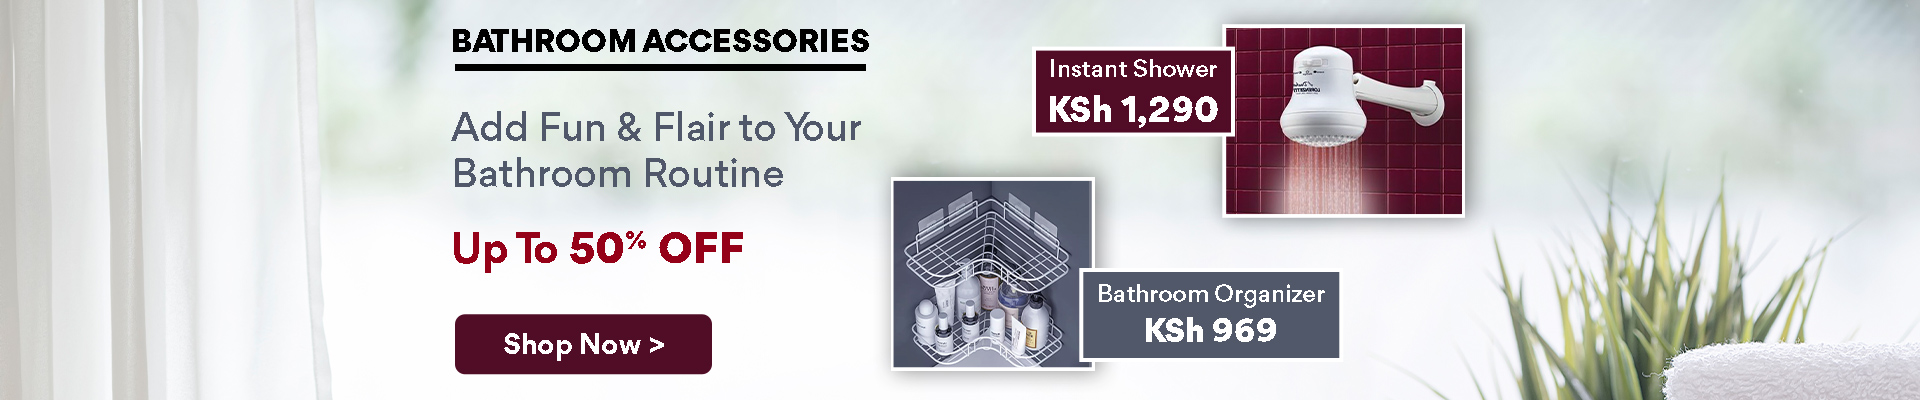 BATHROOM ACCESSORIES
Add Fun & Flair to Your
Bathroom Routine
Up To 50% OFF
Shop Now >
Instant Shower
KSh 1,290
Bathroom Organizer
KSh 969